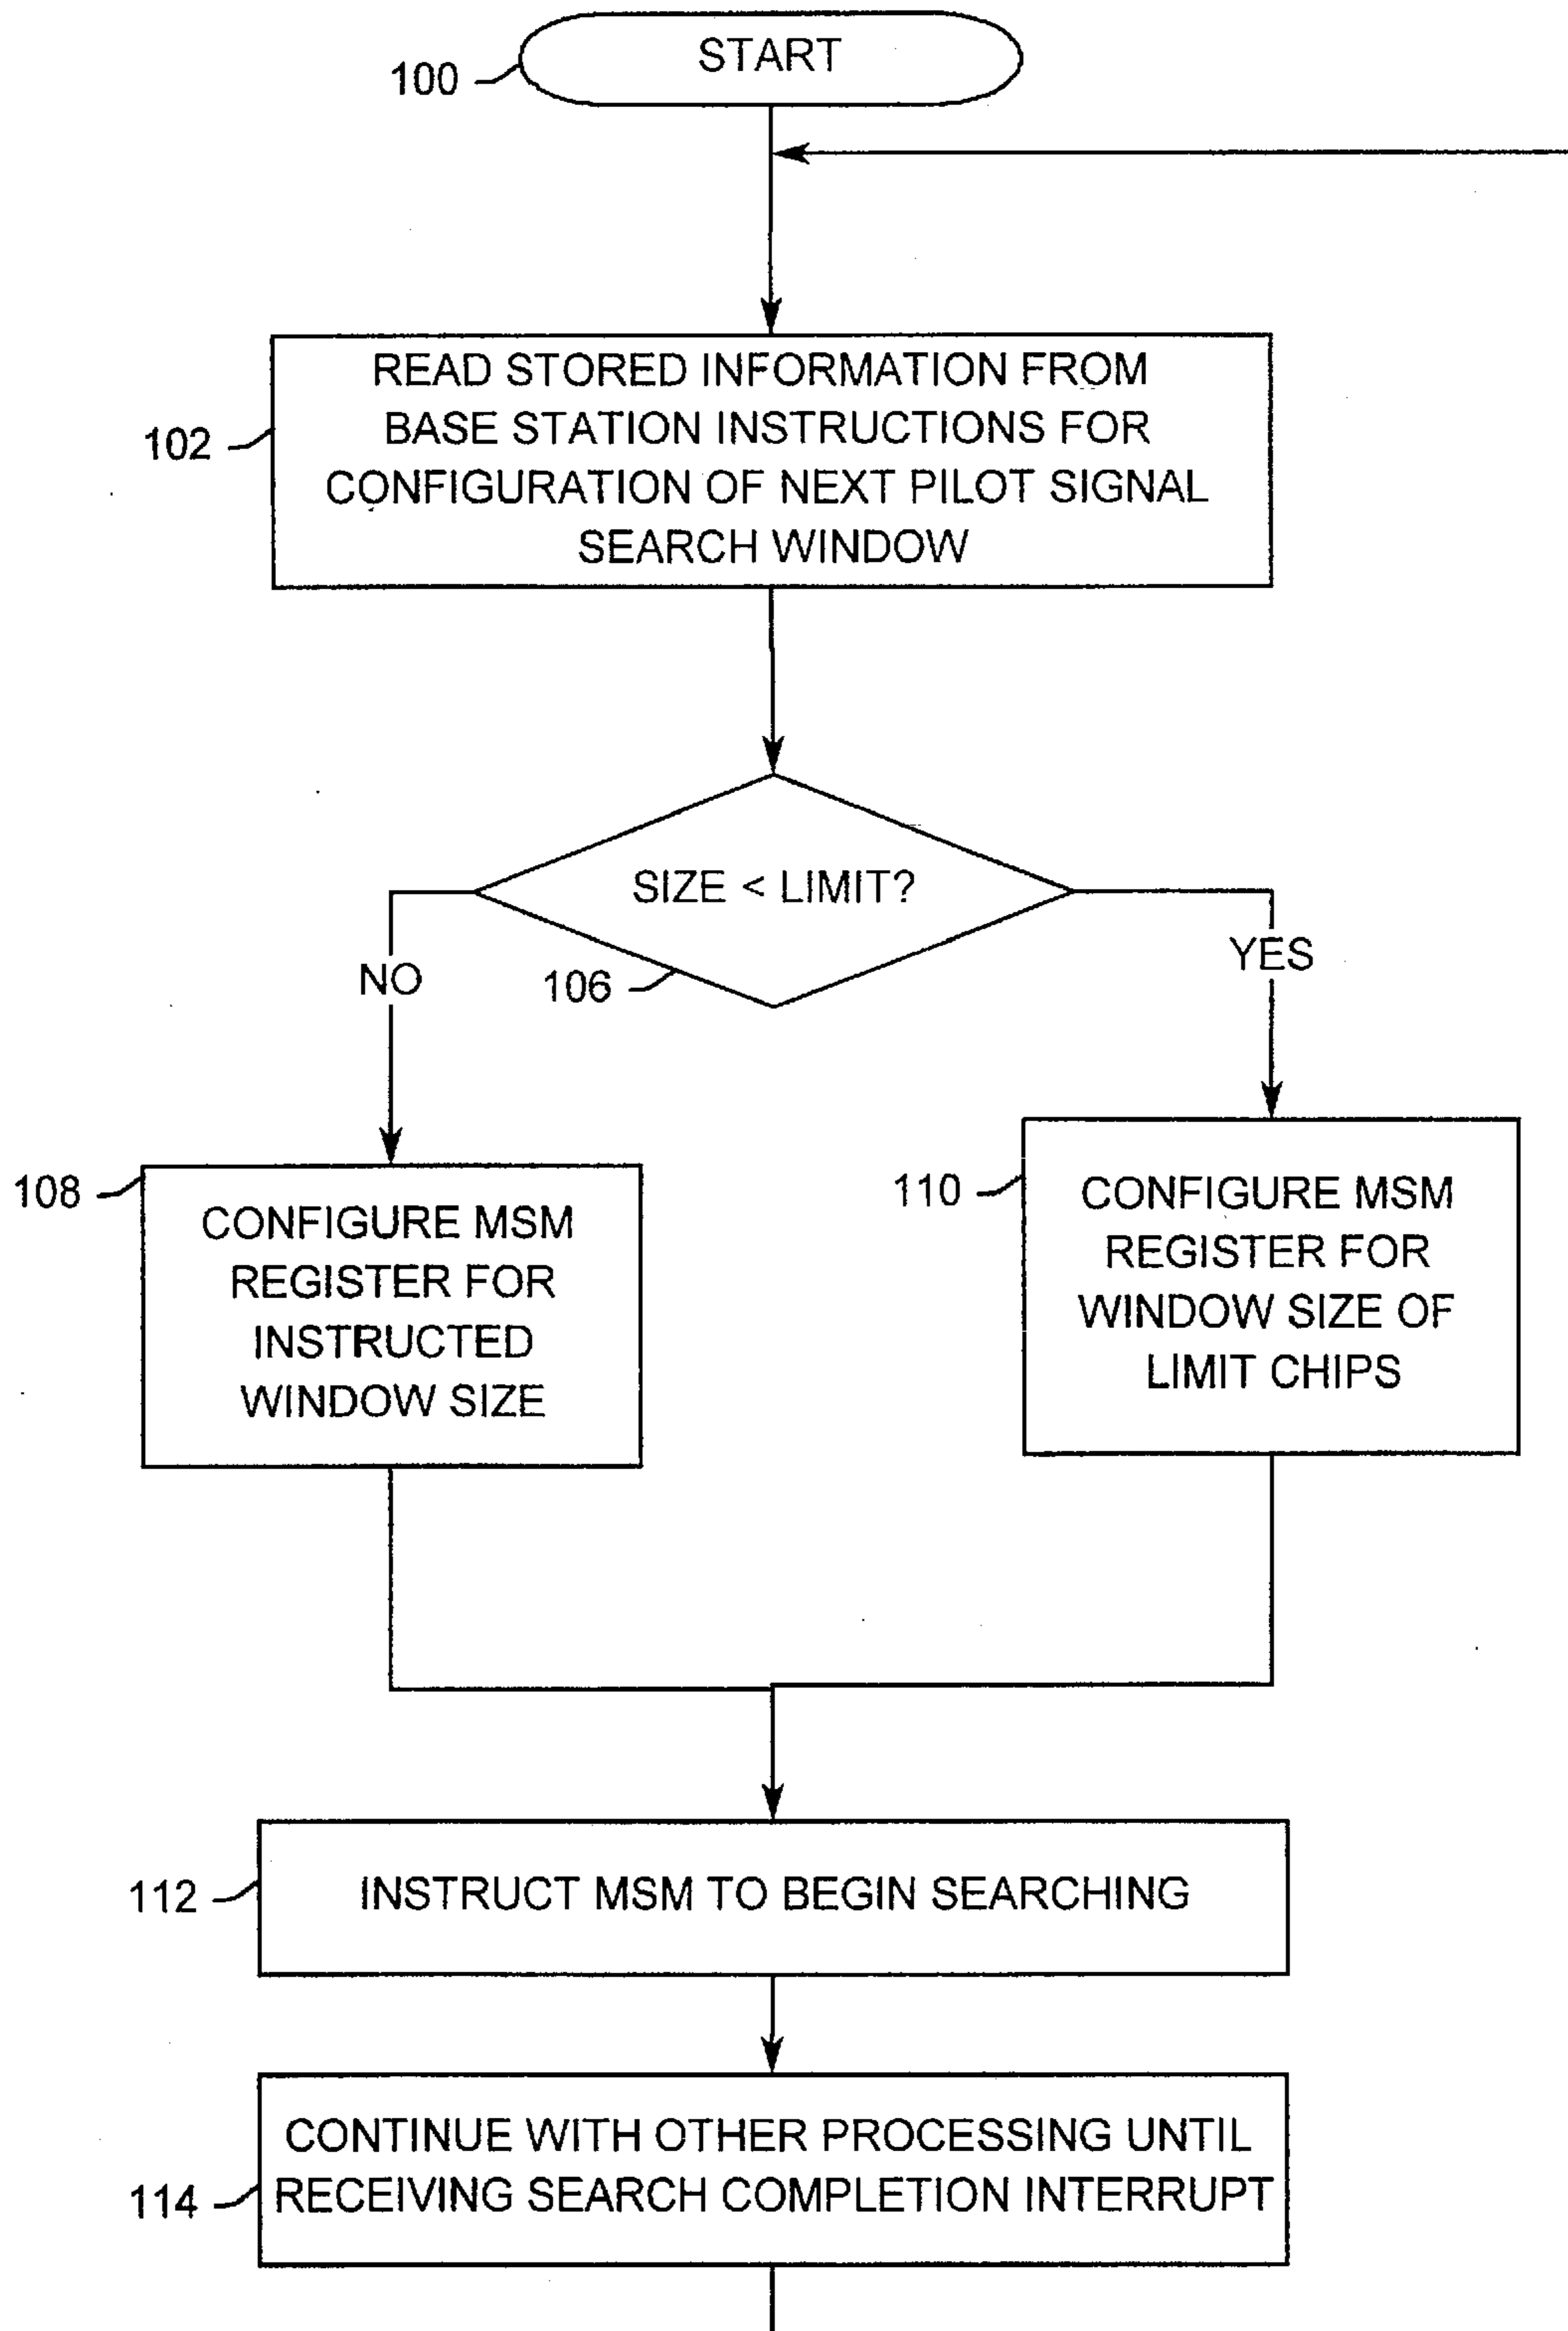 START
100
READ STORED INFORMATION FROM
BASE STATION INSTRUCTIONS FOR
CONFIGURATION OF NEXT PILOT SIGNAL
SEARCH WINDOW
102
SIZE < LIMIT?
106
NO
YES
108
CONFIGURE MSM
REGISTER FOR
INSTRUCTED
WINDOW SIZE
110
CONFIGURE MSM
REGISTER FOR
WINDOW SIZE OF
LIMIT CHIPS
112
INSTRUCT MSM TO BEGIN SEARCHING
CONTINUE WITH OTHER PROCESSING UNTIL
RECEIVING SEARCH COMPLETION INTERRUPT
114